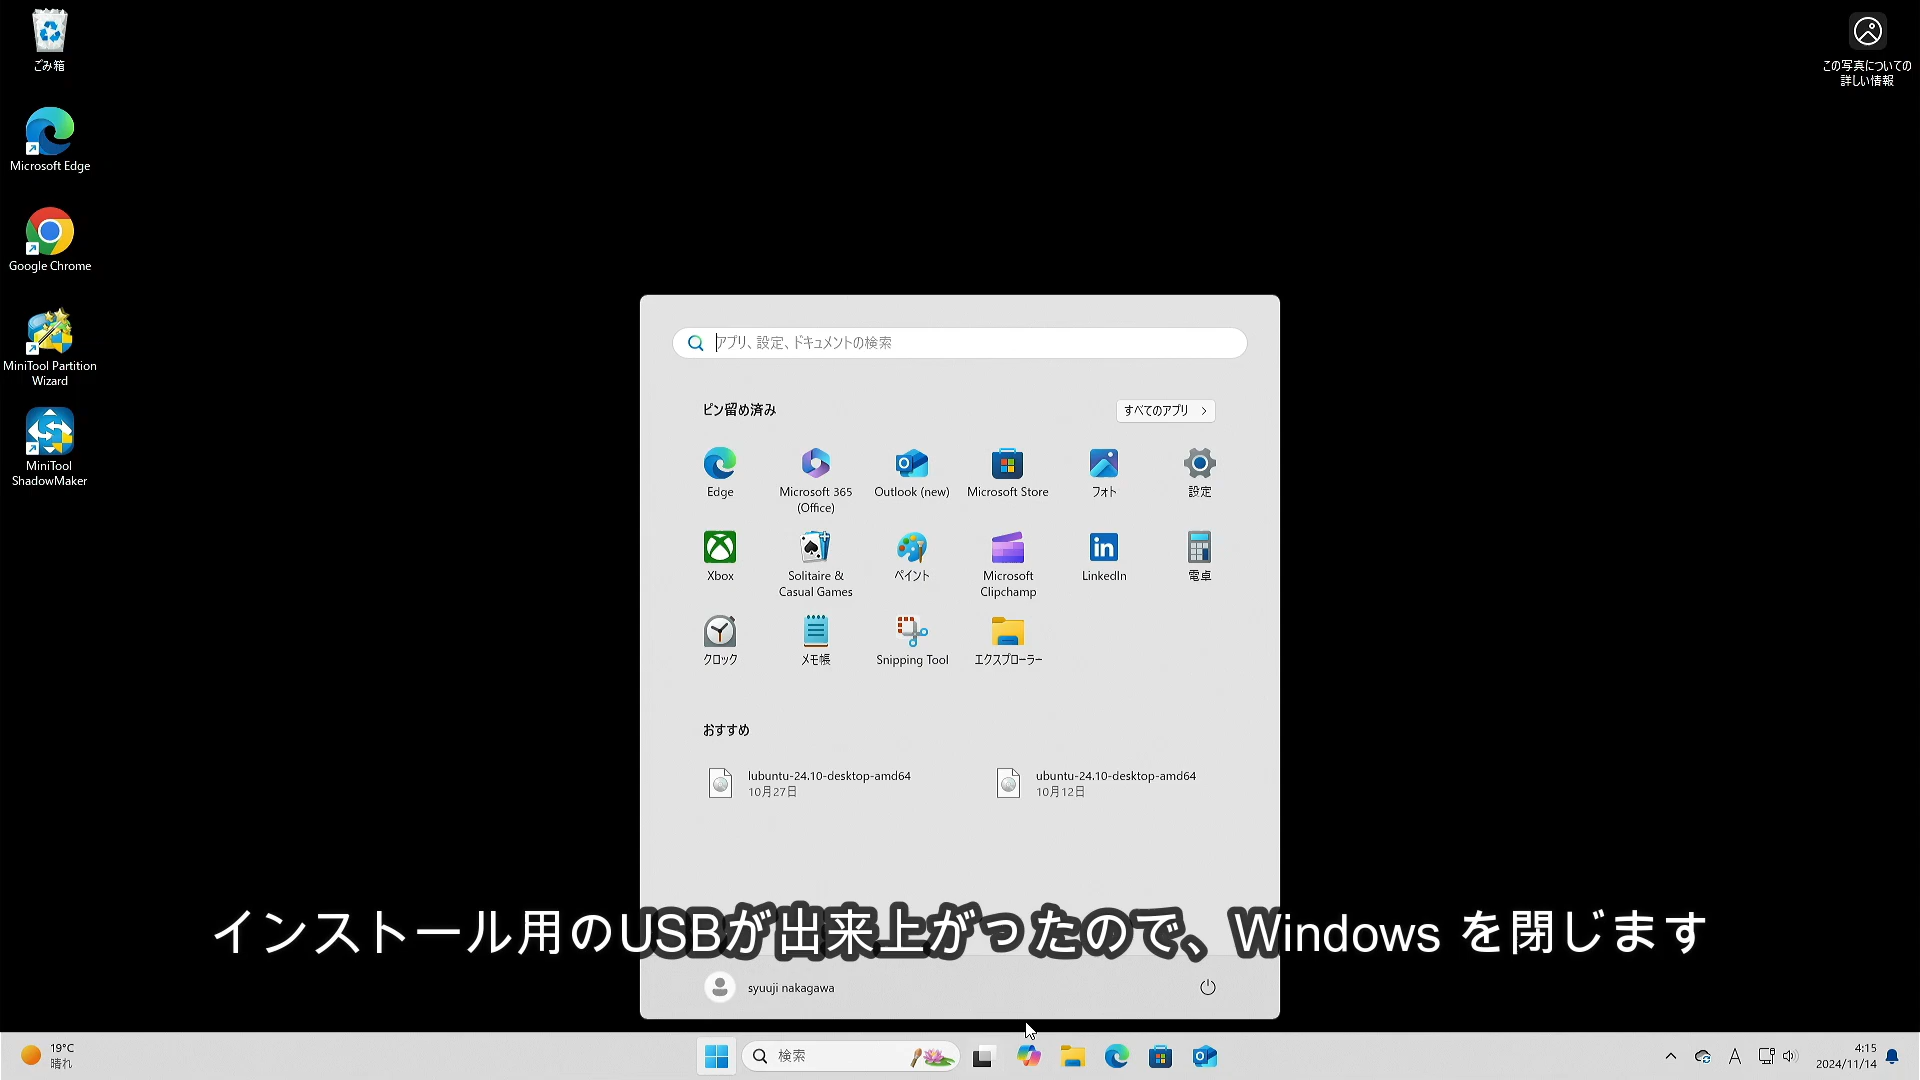 ごみ箱
Microsoft Edge
Google Chrome
MiniTool Partition
Wizard
MiniTool
ShadowMaker
この写真についての
詳しい情報
アプリ、設定、ドキュメントの検索
ピン留め済み
すべてのアプリ
Edge
Microsoft 365
(Office)
Outlook (new)
Microsoft Store
フォト
設定
Xbox
Solitaire &
Casual Games
ペイント
Microsoft
Clipchamp
LinkedIn
電卓
クロック
メモ帳
Snipping Tool
エクスプローラー
おすすめ
lubuntu-24.10-desktop-amd64
10月27日
ubuntu-24.10-desktop-amd64
10月12日
インストール用のUSBが出来上がったので、Windows を閉じます
syuuji nakagawa
19°C
晴れ
検索
A
4:15
2024/11/14